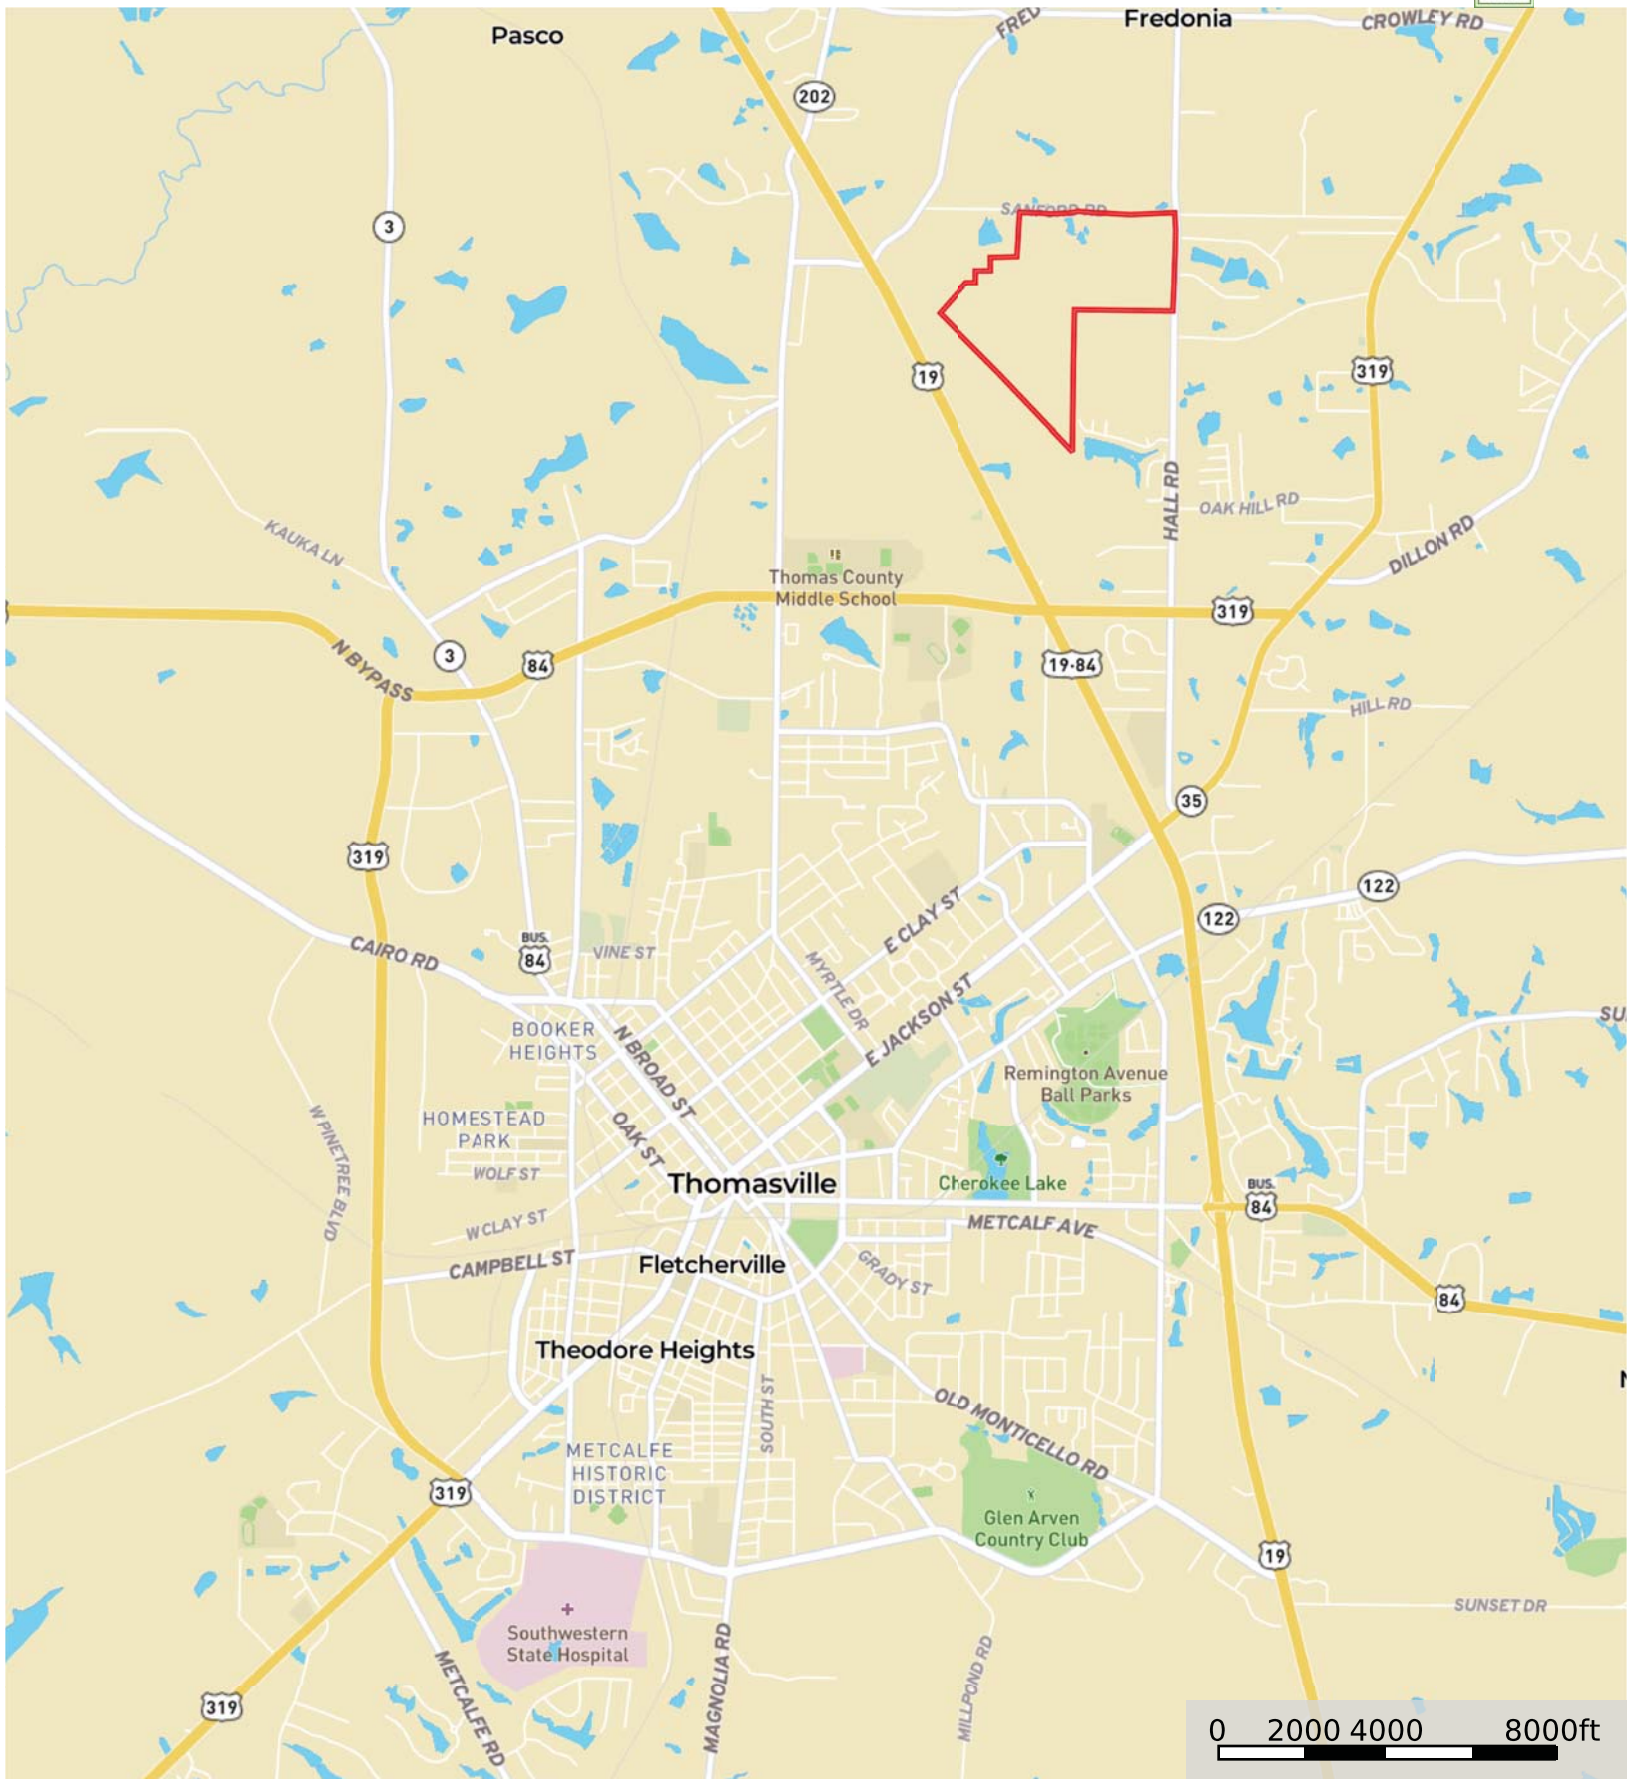 Pasco
FRED
Fredonia
CROWLEY RD
202
3
SANFORD RD
19
319
HALL RD
OAK HILL RD
DILLON RD
KAUKA LN
Thomas County
Middle School
319
3
N BYPASS
84
19-84
HILL RD
35
319
122
122
E CLAY ST
CAIRO RD
BUS.
84
VINE ST
MYRTLE DR
E JACKSON ST
SU
BOOKER
HEIGHTS
N BROAD ST
Remington Avenue
Ball Parks
W PINETREE BLVD
HOMESTEAD
PARK
OAK ST
WOLF ST
Thomasville
Cherokee Lake
BUS.
84
W CLAY ST
METCALF AVE
CAMPBELL ST
Fletcherville
GRADY ST
84
Theodore Heights
SOUTH ST
OLD MONTICELLO RD
METCALFE
HISTORIC
DISTRICT
319
Glen Arven
Country Club
19
SUNSET DR
Southwestern
State Hospital
METCALFE RD
MAGNOLIA RD
MILLPOND RD
319
0 2000 4000 8000ft